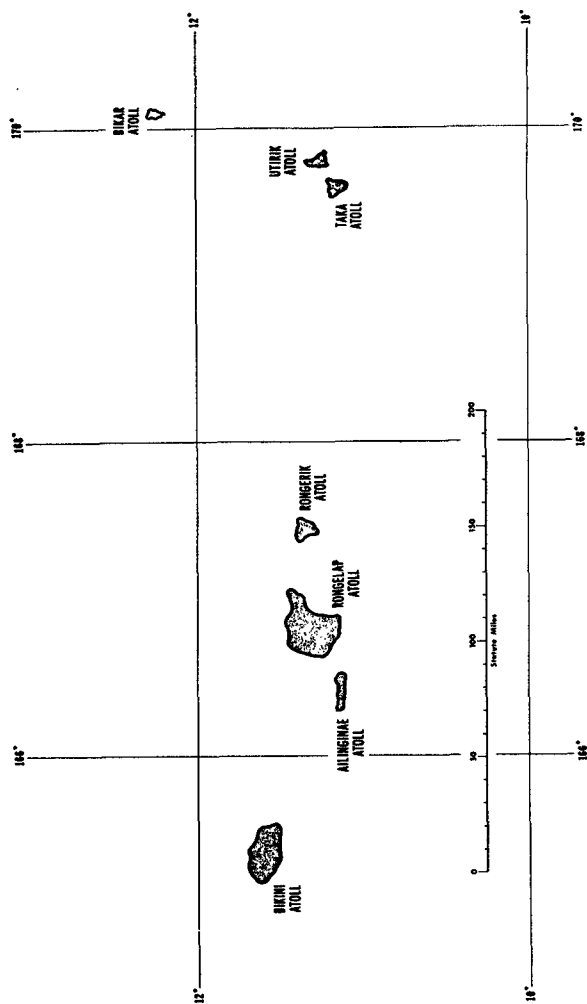 170°
168°
166°
12°
12°
BIKAR
ATOLL
UTIRIK
ATOLL
TAKA
ATOLL
RONGERIK
ATOLL
RONGELAP
ATOLL
AILINGINAE
ATOLL
BIKINI
ATOLL
0 50 100 150 200
Statute Miles
10°
10°
166°
168°
170°